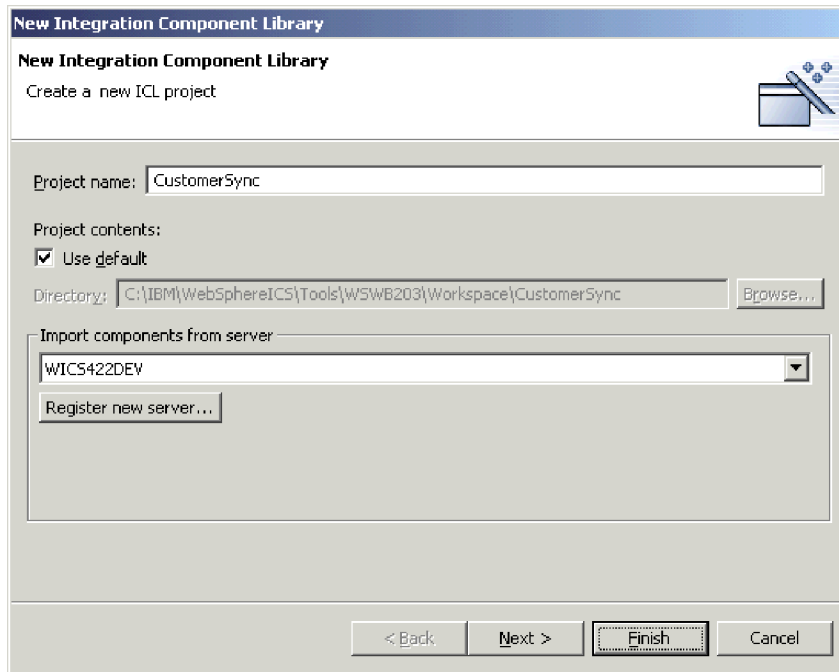 New Integration Component Library
New Integration Component Library
Create a new ICL project
Project name: CustomerSync
Project contents:
Use default
Directory: C:\IBM\WebSphereICS\Tools\WSWB203\Workspace\CustomerSync Browse...
Import components from server
WICS422DEV
Register new server...
< Back Next > Finish Cancel